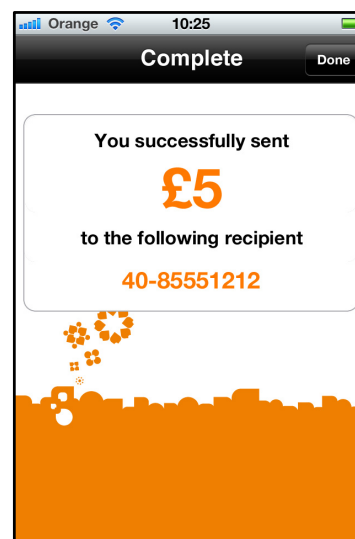 Orange 10:25
Complete
Done
You successfully sent
£5
to the following recipient
40-85551212